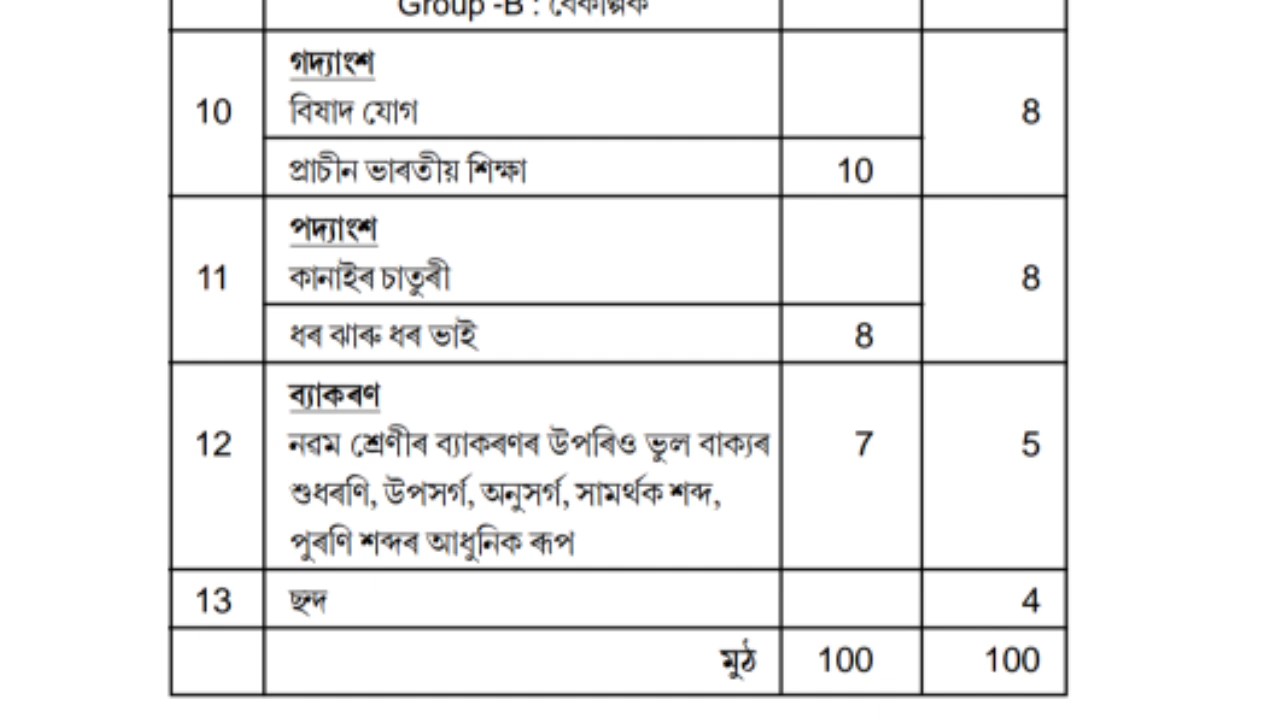 Group -B : বৈকল্পিক
গদ্যাংশ
10 বিষাদ যোগ 8
প্ৰাচীন ভাৰতীয় শিক্ষা 10
পদ্যাংশ
11 কানাইৰ চাতুৰী 8
ধৰ ঝাৰু ধৰ ভাই 8
ব্যাকৰণ
12 নৱম শ্ৰেণীৰ ব্যাকৰণৰ উপৰিও ভুল বাক্যৰ 7 5
শুধৰণি, উপসৰ্গ, অনুসৰ্গ, সামৰ্থক শব্দ,
পুৰণি শব্দৰ আধুনিক ৰূপ
13 ছন্দ 4
মুঠ 100 100